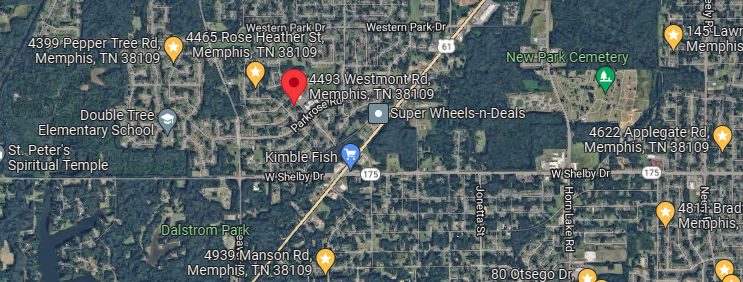 Western Park Dr
Western Park Dr
4465 Rose Heather St,
Memphis, TN 38109
61
145 Lawr
Memphis
4399 Pepper Tree Rd,
Memphis, TN 38109
New Park Cemetery
4493 Westmont Rd,
Memphis, TN 38109
Parkrose Rd
Super Wheels-n-Deals
Double Tree
Elementary School
4622 Applegate Rd,
Memphis, TN 38109
St. Peter's
Spiritual Temple
Kimble Fish
W Shelby Dr
175
W Shelby Dr
175
Jonetta St
Horn Lake Rd
4811 Bradf
Memphis,
Dalstrom Park
4939 Manson Rd,
Memphis, TN 38109
80 Otsego Dr,